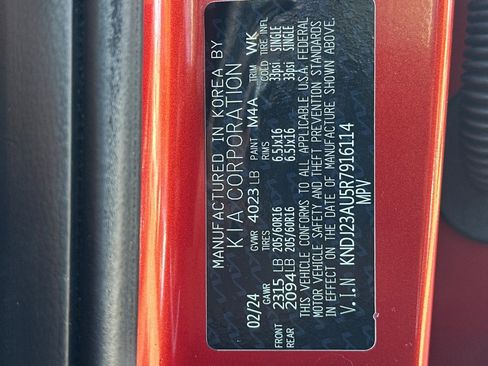 MANUFACTURED IN KOREA BY
KIA CORPORATION
02/24 GVWR 4023 LB PAINT M4A TRIM WK
GAWR TIRES RIMS COLD TIRE INFL
FRONT 2315 LB 205/60R16 6.5JX16 33psi SINGLE
REAR 2094 LB 205/60R16 6.5JX16 33psi SINGLE
THIS VEHICLE CONFORMS TO ALL APPLICABLE U.S.A. FEDERAL
MOTOR VEHICLE SAFETY AND THEFT PREVENTION STANDARDS
IN EFFECT ON THE DATE OF MANUFACTURE SHOWN ABOVE.
V.I.N KNDJ23AU5R7916114
MPV